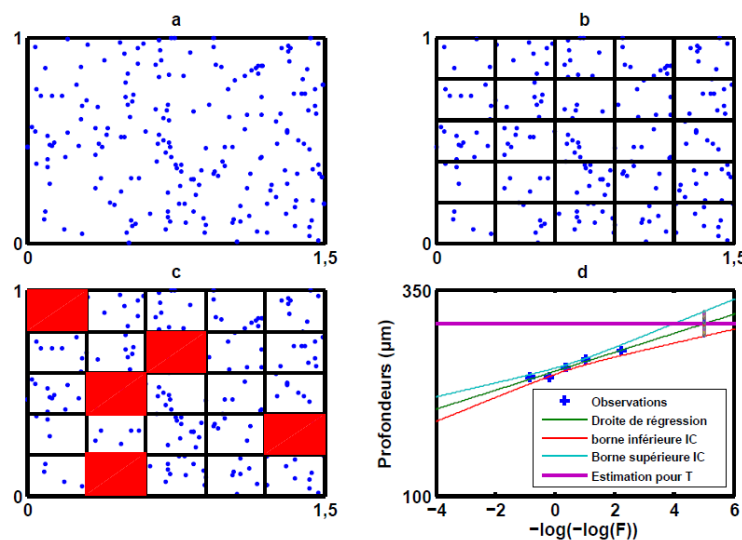 a
1
0
0
1,5
b
1
0
0
1,5
c
1
0
0
1,5
d
350
Profondeurs (µm)
100
Observations
Droite de régression
borne inférieure IC
Borne supérieure IC
Estimation pour T
−4 −2 0 2 4 6
−log(−log(F))